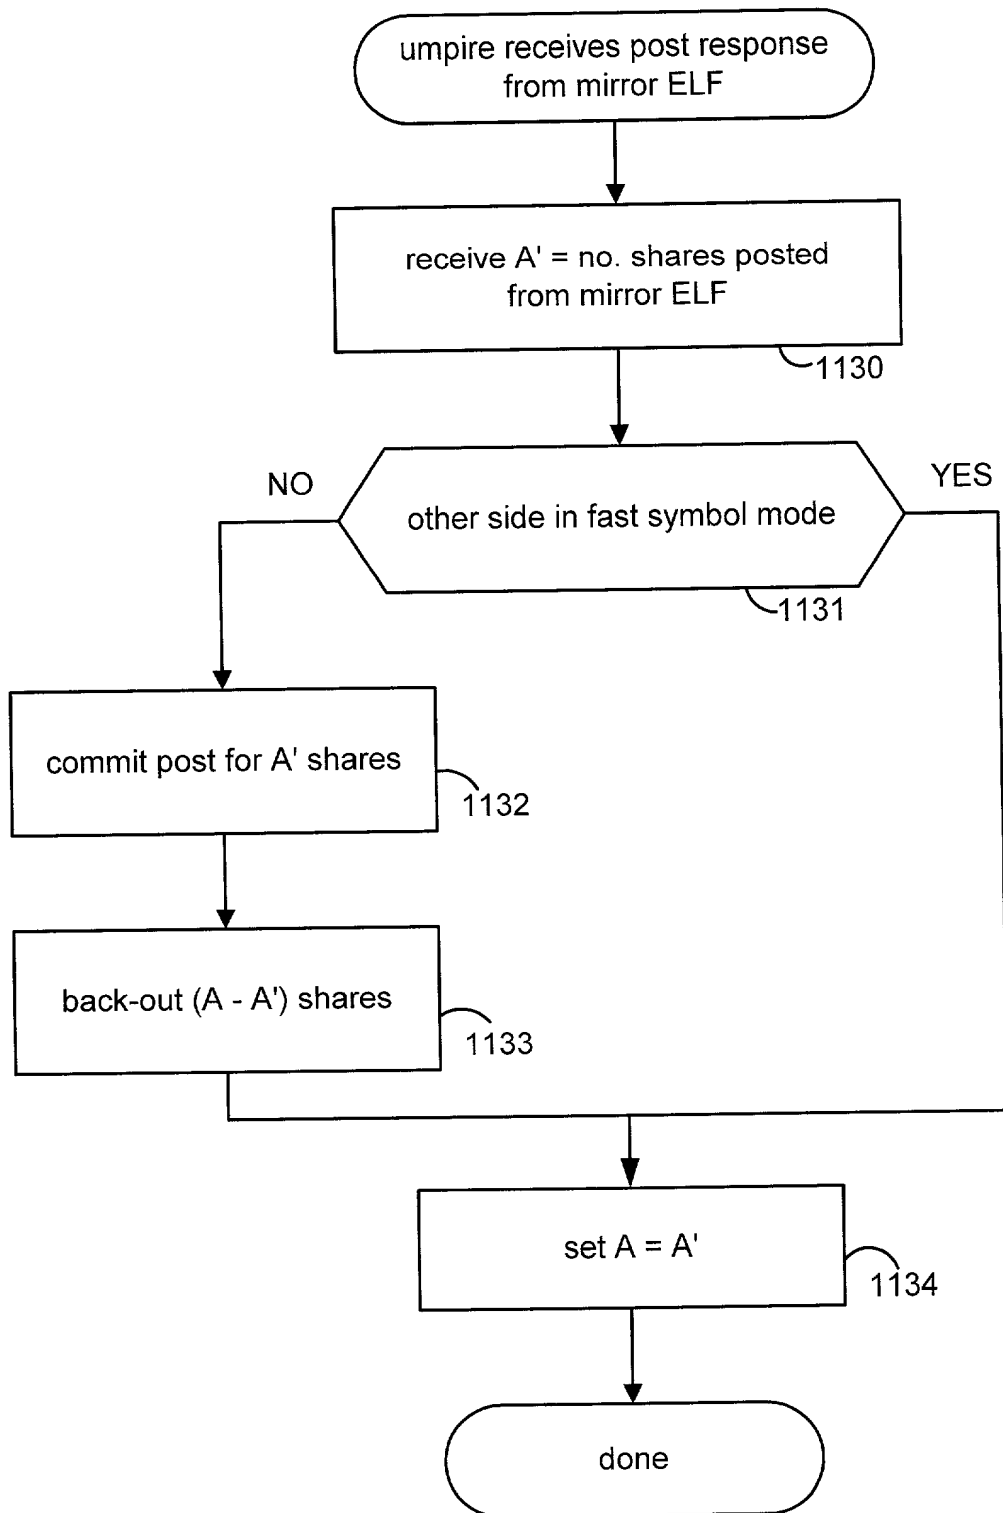 umpire receives post response
from mirror ELF
receive A' = no. shares posted
from mirror ELF
1130
NO
YES
other side in fast symbol mode
1131
commit post for A' shares
1132
back-out (A - A') shares
1133
set A = A'
1134
done